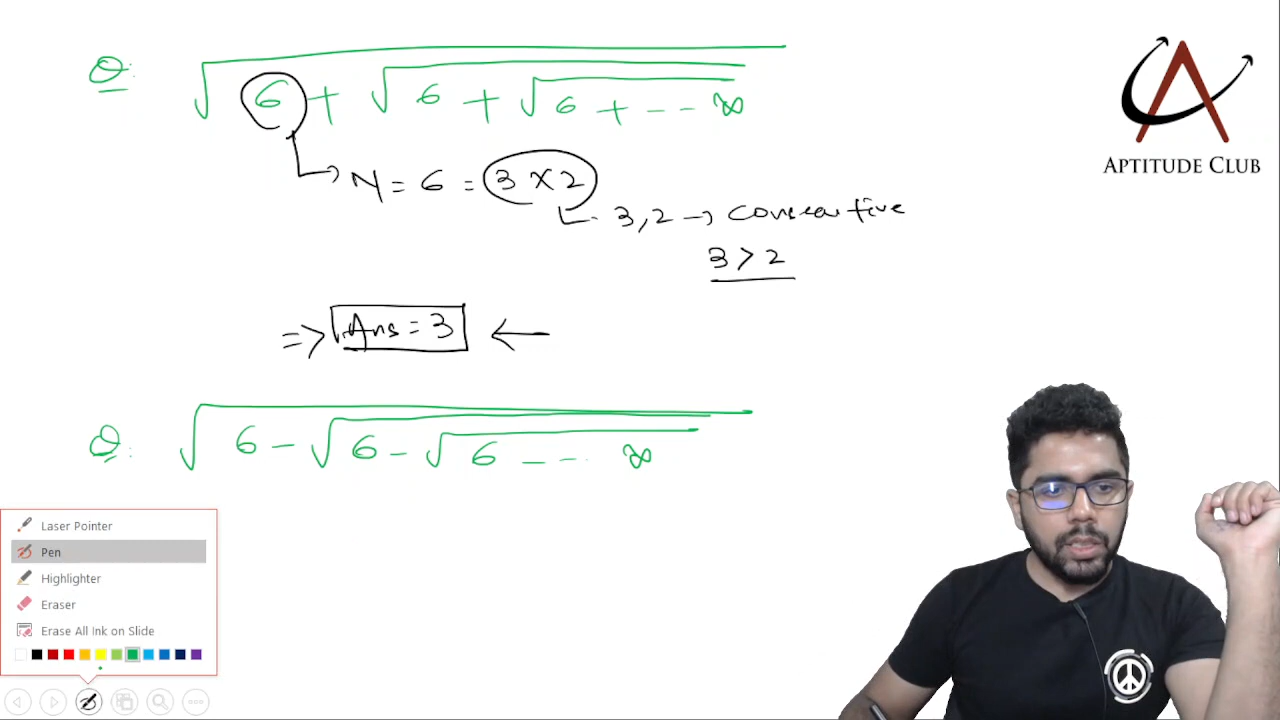 Q: √6 + √6 + √6 + - - ∞
APTITUDE CLUB
N = 6 = 3 × 2
3, 2 → Consecutive
3 > 2
=> Ans = 3 ←
Q: √6 - √6 - √6 - - - ∞
Laser Pointer
Pen
Highlighter
Eraser
Erase All Ink on Slide